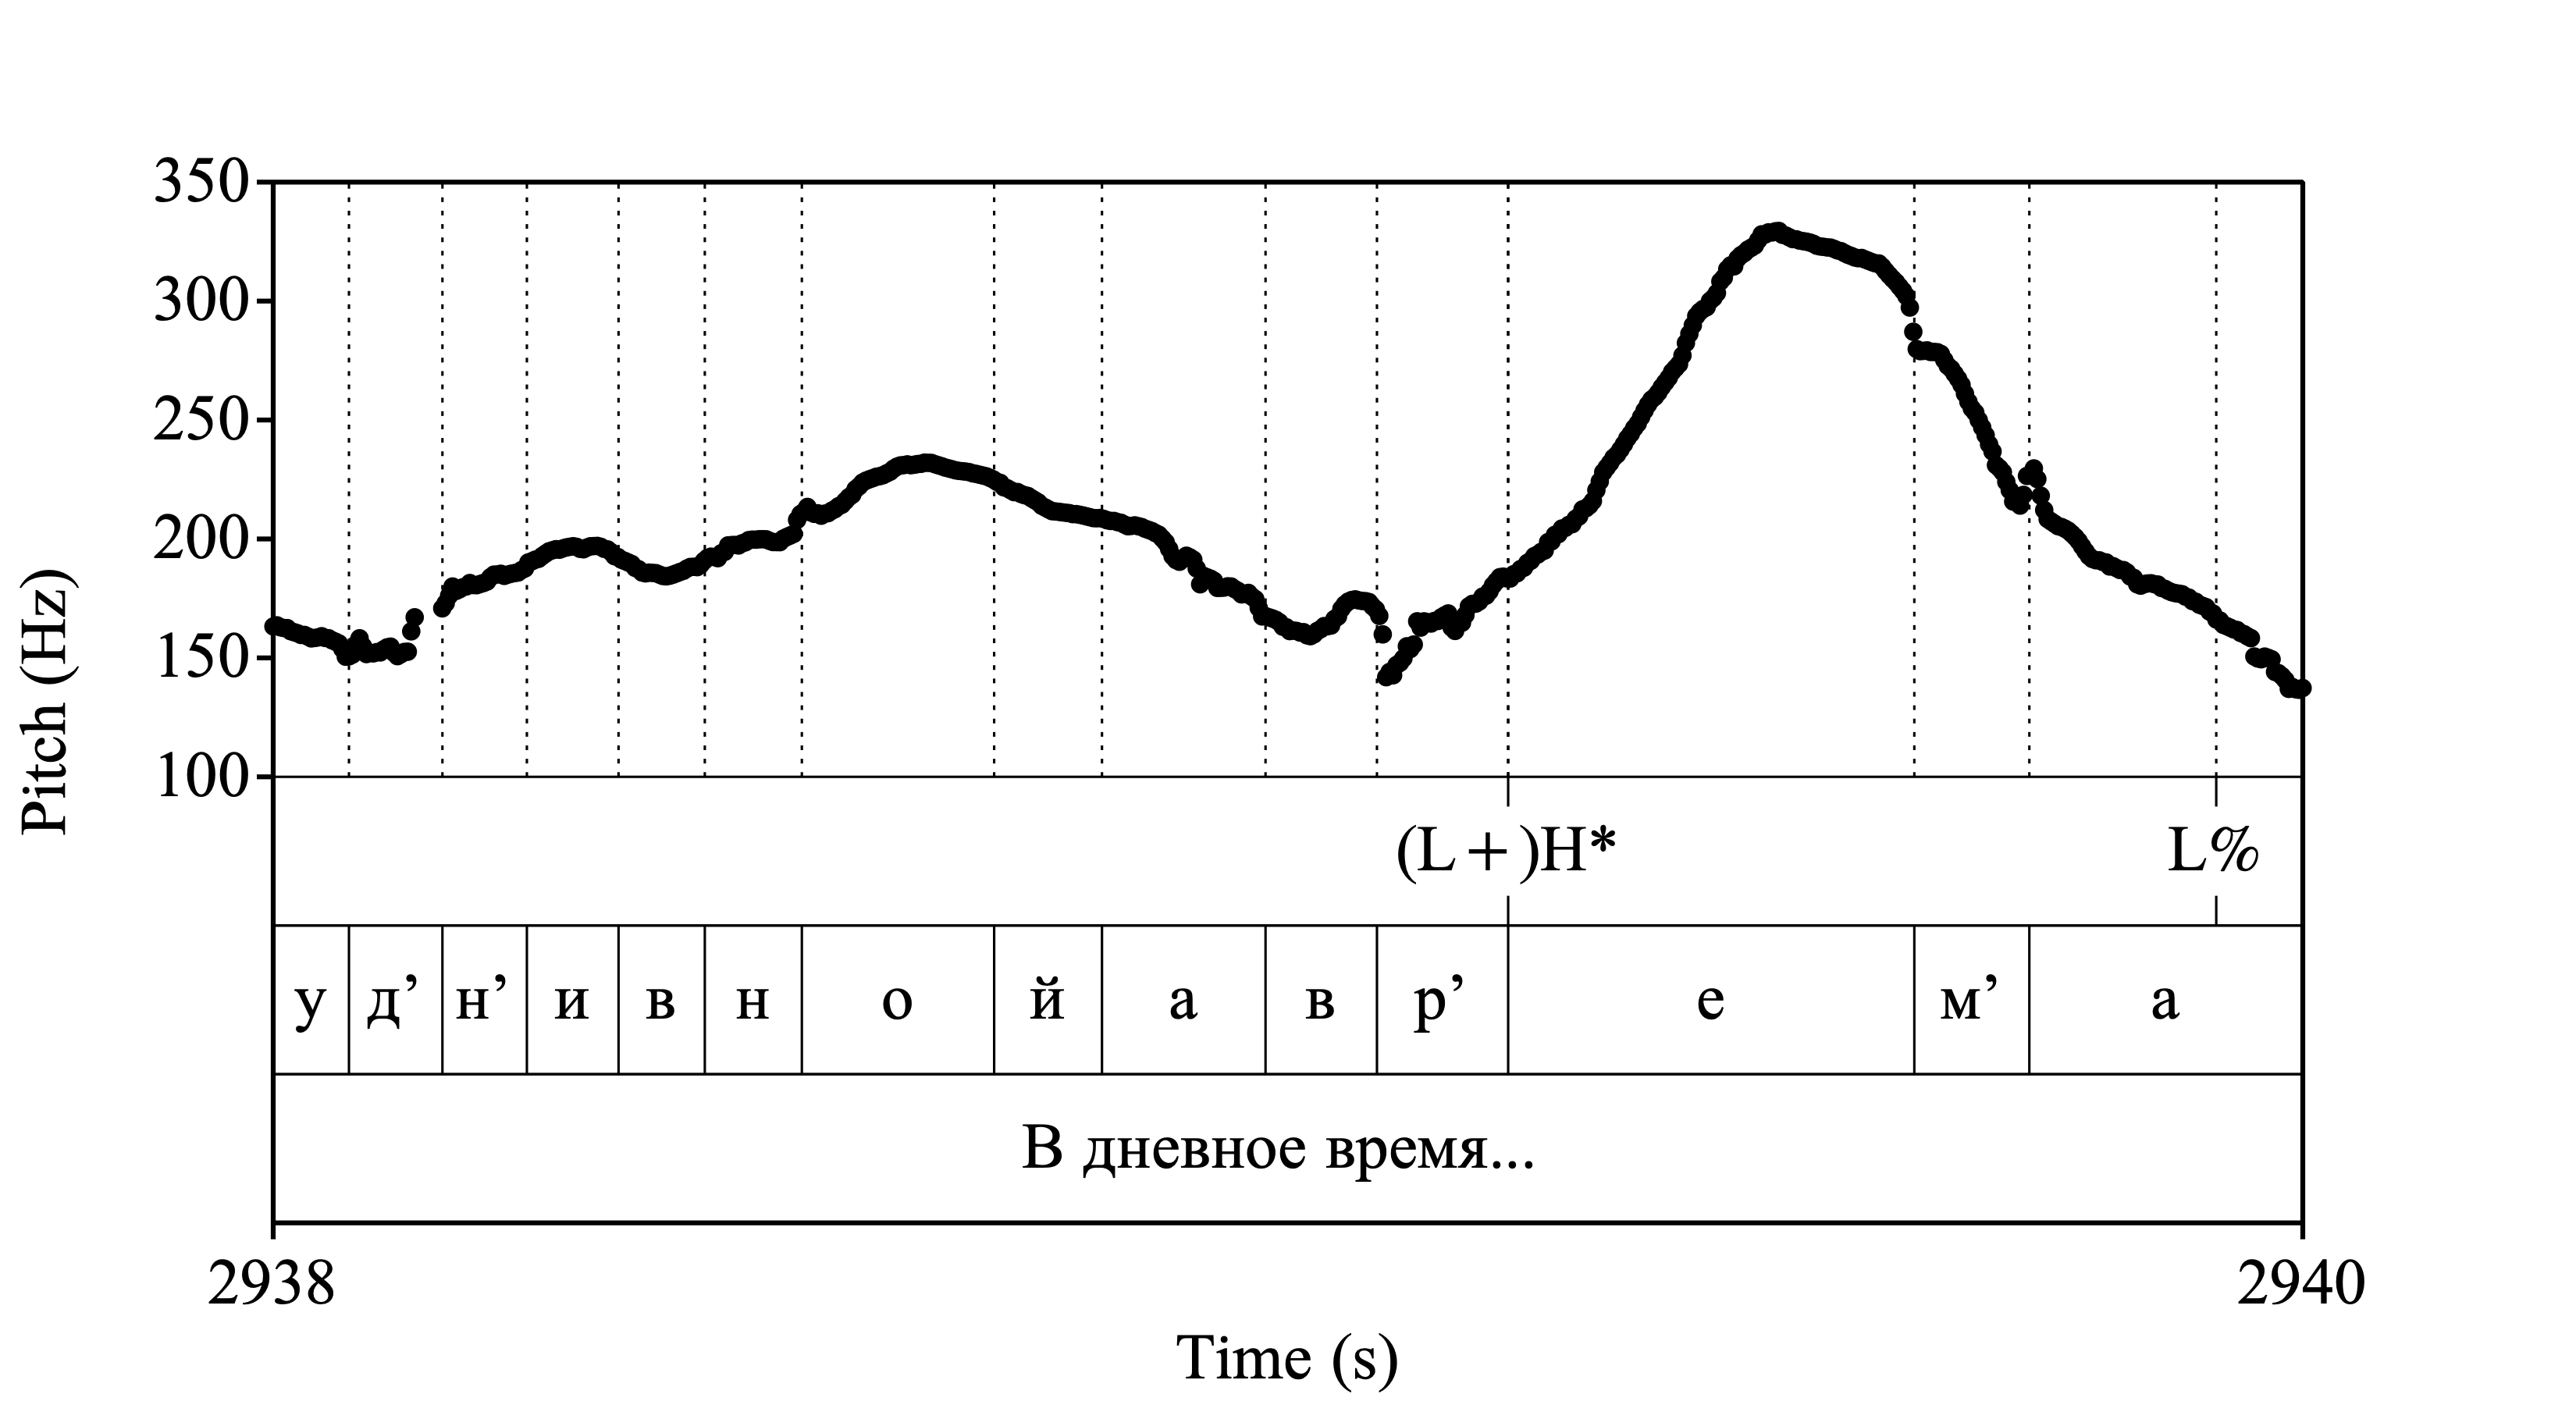 350
300
250
200
150
100
Pitch (Hz)
(L+)H* L%
у д’ н’ и в н о й а в р’ е м’ а
В дневное время...
2938 2940
Time (s)